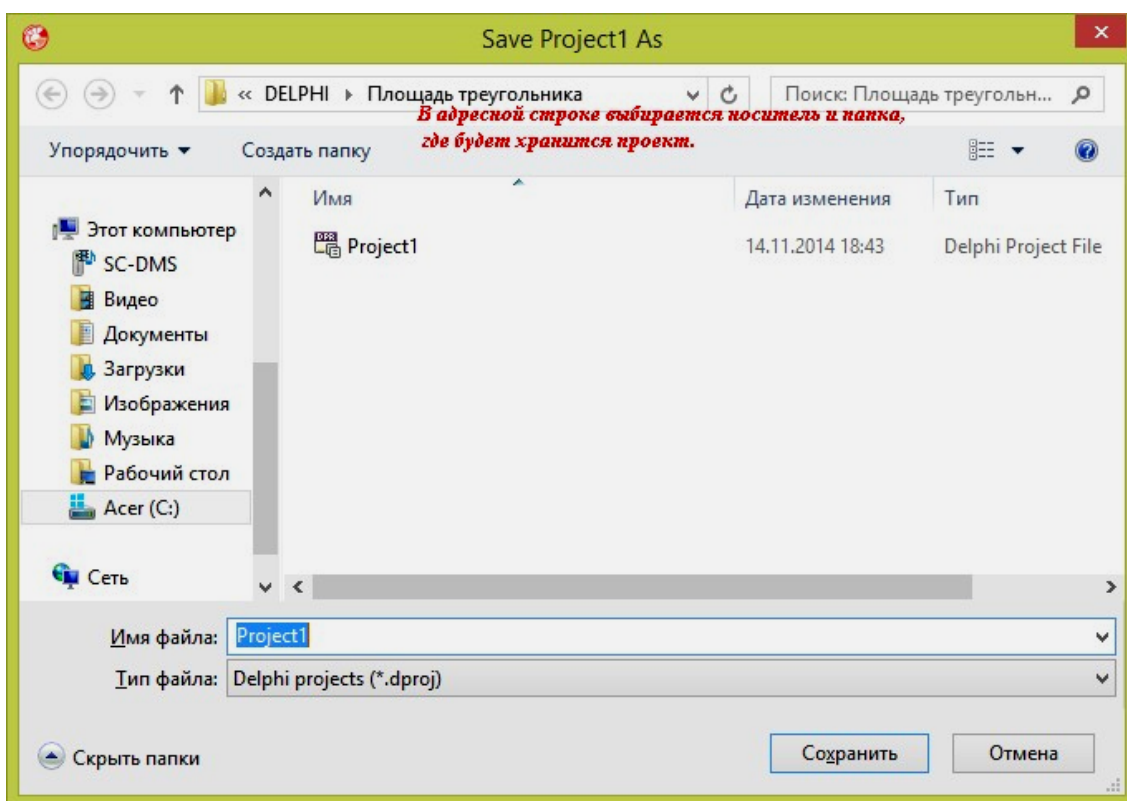 Save Project1 As
« DELPHI Площадь треугольника
Поиск: Площадь треугольн...
В адресной строке выбирается носитель и папка,
где будет хранится проект.
Упорядочить Создать папку
Имя Дата изменения Тип
Этот компьютер
SC-DMS
Видео
Документы
Загрузки
Изображения
Музыка
Рабочий стол
Acer (C:)
Сеть
DPR
Project1 14.11.2014 18:43 Delphi Project File
Имя файла: Project1
Тип файла: Delphi projects (*.dproj)
Скрыть папки Сохранить Отмена